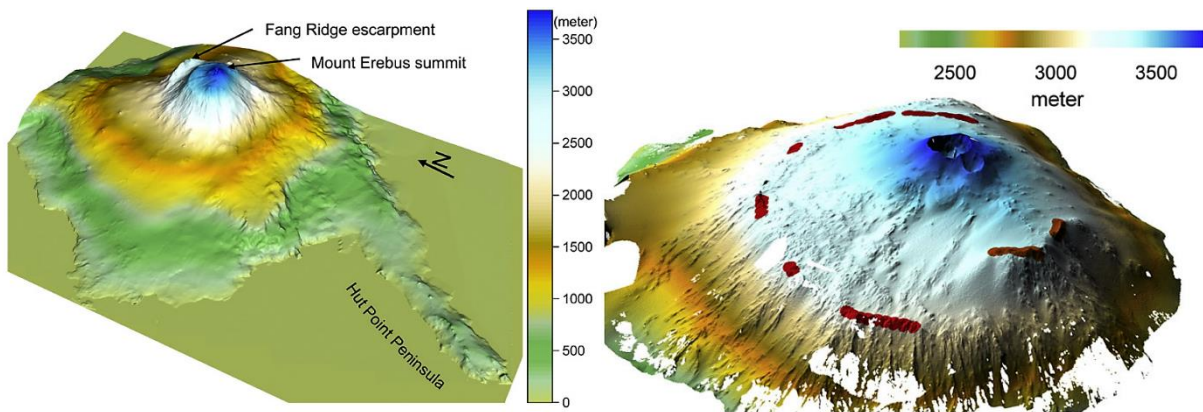 Fang Ridge escarpment
Mount Erebus summit
N
Hut Point Peninsula
(meter)
3500
3000
2500
2000
1500
1000
500
0
2500 3000 3500
meter